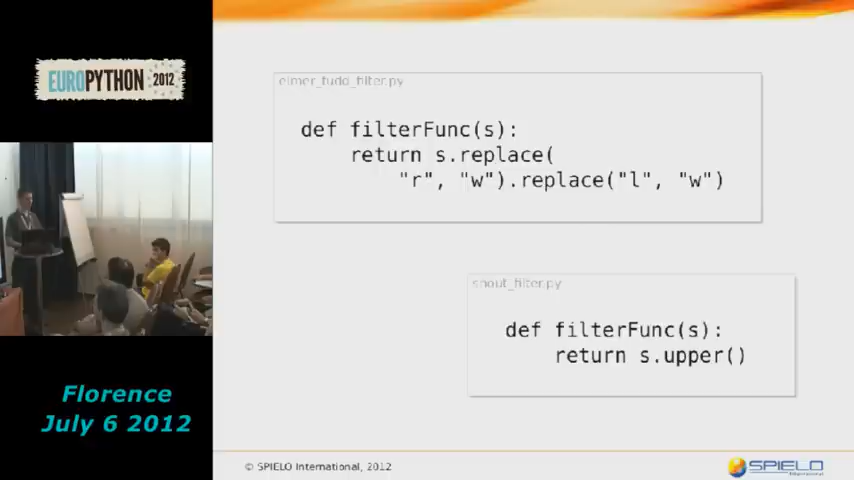 EUROPYTHON 2012
elmer_fudd_filter.py
def filterFunc(s):
return s.replace(
"r", "w").replace("l", "w")
shout_filter.py
def filterFunc(s):
return s.upper()
Florence
July 6 2012
© SPIELO International, 2012
SPIELO
International